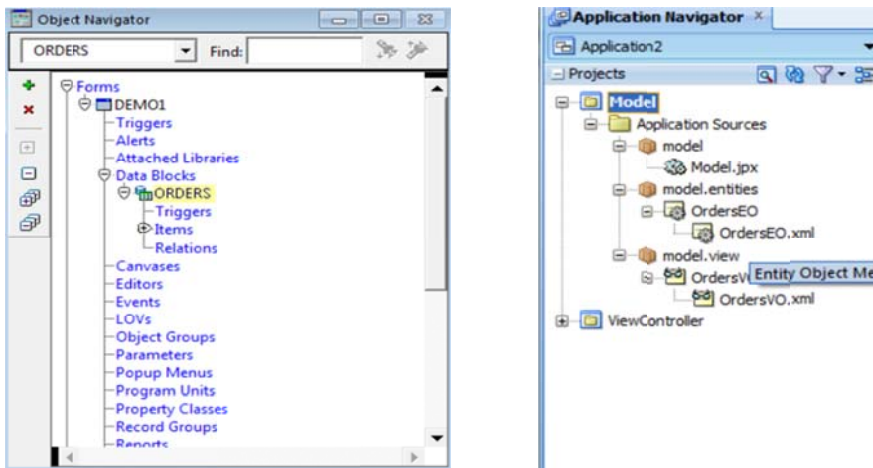 Object Navigator
ORDERS
Find:
Forms
DEMO1
Triggers
Alerts
Attached Libraries
Data Blocks
ORDERS
Triggers
Items
Relations
Canvases
Editors
Events
LOVs
Object Groups
Parameters
Popup Menus
Program Units
Property Classes
Record Groups
Reports
Application Navigator
Application2
Projects
Model
Application Sources
model
Model.jpx
model.entities
OrdersEO
OrdersEO.xml
model.view
Entity Object Me
OrdersVO.xml
ViewController